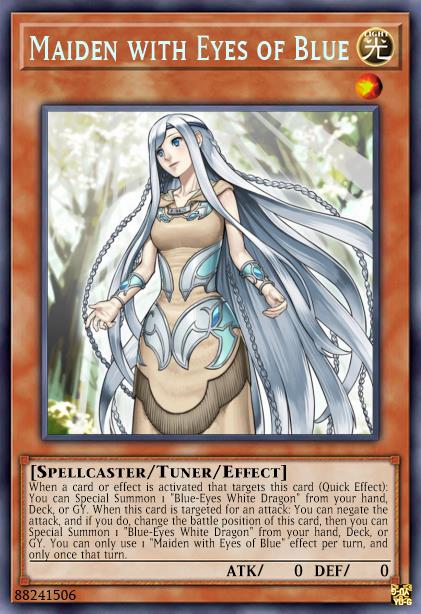 MAIDEN WITH EYES OF BLUE
LIGHT
光
[SPELLCASTER/TUNER/EFFECT]
When a card or effect is activated that targets this card (Quick Effect):
You can Special Summon 1 "Blue-Eyes White Dragon" from your hand,
Deck, or GY. When this card is targeted for an attack: You can negate
the attack, and if you do, change the battle position of this card, then you
can Special Summon 1 "Blue-Eyes White Dragon" from your hand, Deck,
or GY. You can only use 1 "Maiden with Eyes of Blue" effect per turn, and
only once that turn.
ATK/ 0 DEF/ 0
88241506